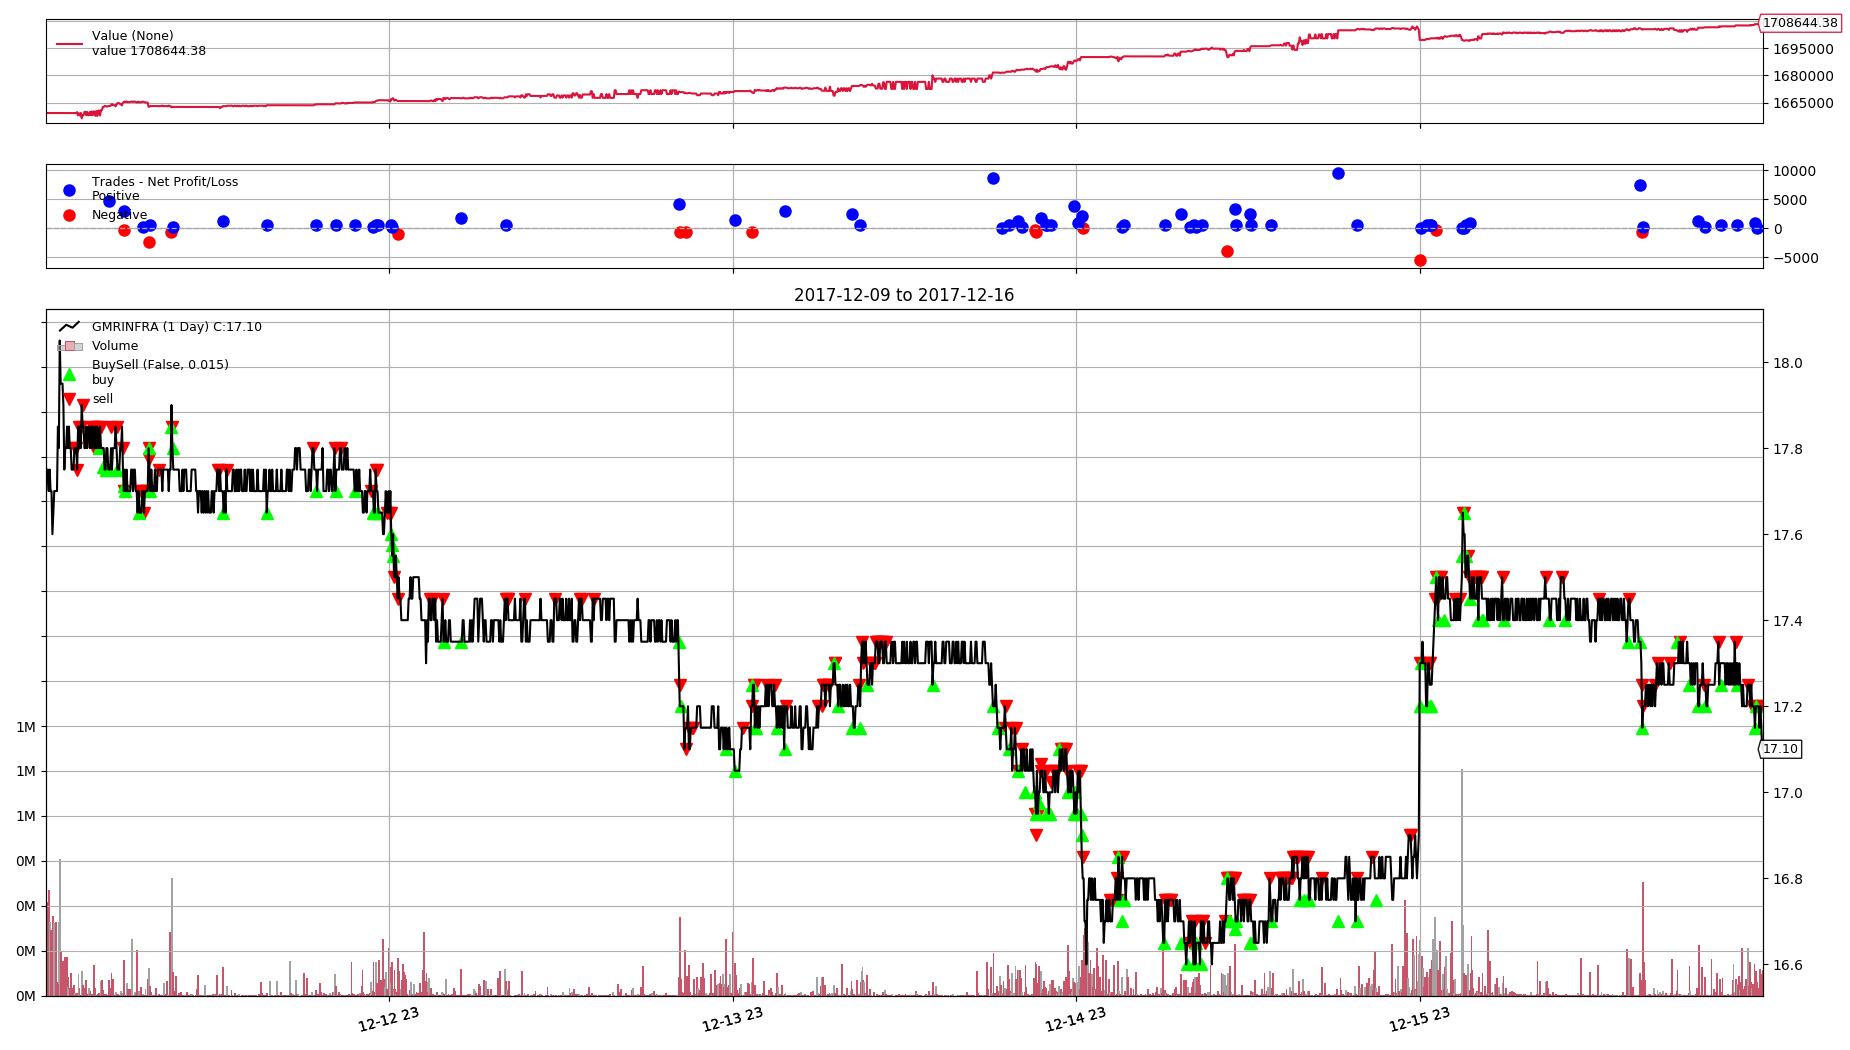 Value (None)
value 1708644.38
1708644.38
1695000
1680000
1665000
Trades - Net Profit/Loss
Positive
Negative
10000
5000
0
−5000
2017-12-09 to 2017-12-16
GMRINFRA (1 Day) C:17.10
Volume
BuySell (False, 0.015)
buy
sell
18.0
17.8
17.6
17.4
17.2
17.10
17.0
16.8
16.6
1M
1M
1M
0M
0M
0M
0M
12-12 23
12-13 23
12-14 23
12-15 23